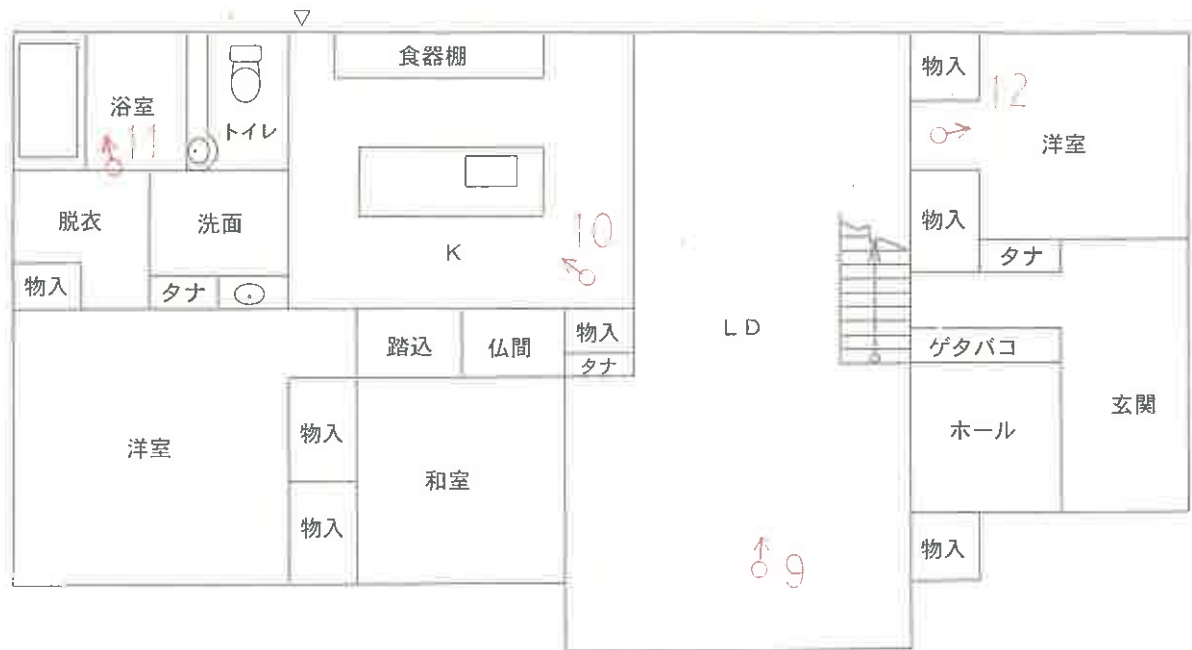 食器棚
物入
12
浴室
11
トイレ
洋室
脱衣
洗面
10
物入
K
タナ
物入
タナ
踏込
仏間
物入
タナ
LD
ゲタバコ
玄関
洋室
物入
和室
ホール
物入
物入
9